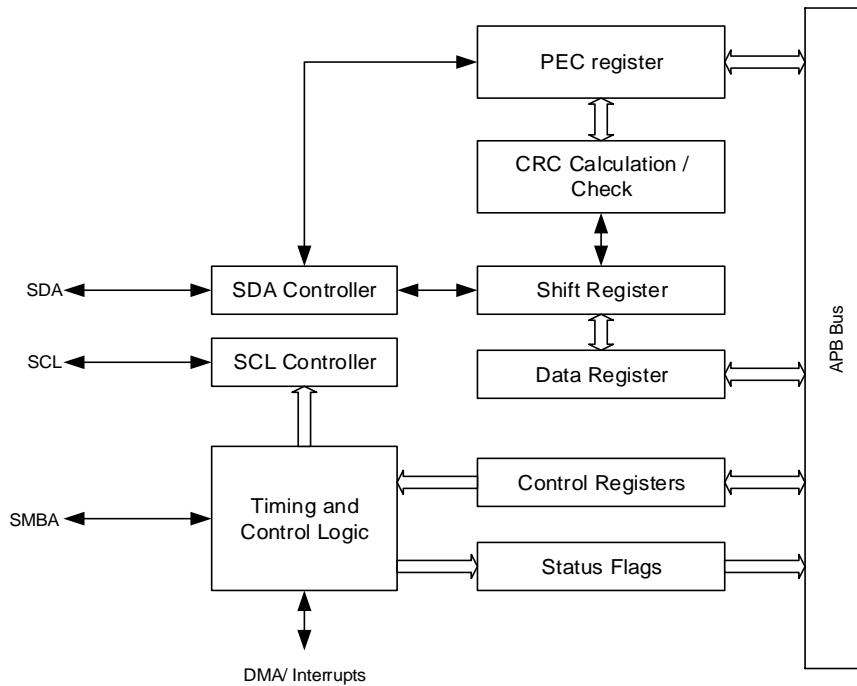 PEC register
CRC Calculation /
Check
SDA
SDA Controller
Shift Register
SCL
SCL Controller
Data Register
APB Bus
SMBA
Timing and
Control Logic
Control Registers
Status Flags
DMA/ Interrupts